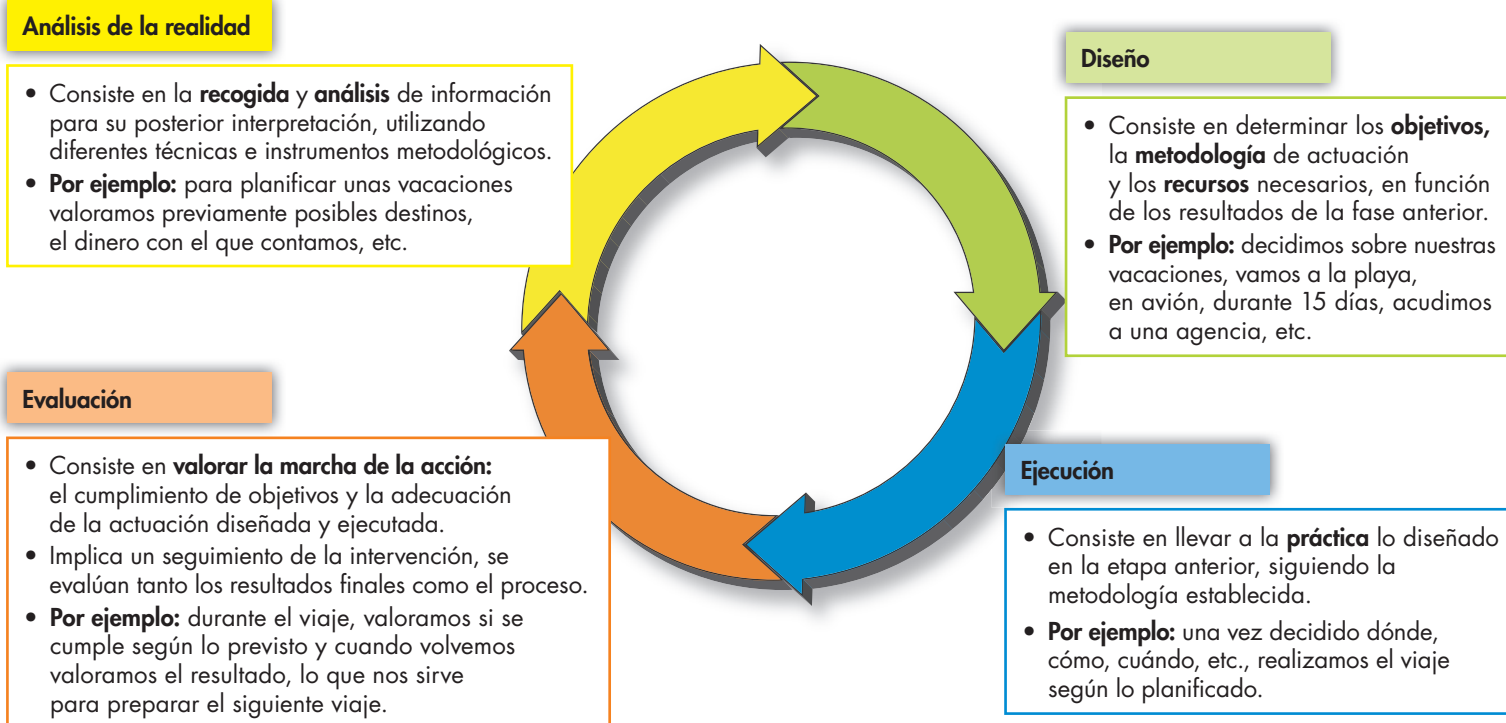 Análisis de la realidad
• Consiste en la recogida y análisis de información
para su posterior interpretación, utilizando
diferentes técnicas e instrumentos metodológicos.
• Por ejemplo: para planificar unas vacaciones
valoramos previamente posibles destinos,
el dinero con el que contamos, etc.
Diseño
• Consiste en determinar los objetivos,
la metodología de actuación
y los recursos necesarios, en función
de los resultados de la fase anterior.
• Por ejemplo: decidimos sobre nuestras
vacaciones, vamos a la playa,
en avión, durante 15 días, acudimos
a una agencia, etc.
Ejecución
• Consiste en llevar a la práctica lo diseñado
en la etapa anterior, siguiendo la
metodología establecida.
• Por ejemplo: una vez decidido dónde,
cómo, cuándo, etc., realizamos el viaje
según lo planificado.
Evaluación
• Consiste en valorar la marcha de la acción:
el cumplimiento de objetivos y la adecuación
de la actuación diseñada y ejecutada.
• Implica un seguimiento de la intervención, se
evalúan tanto los resultados finales como el proceso.
• Por ejemplo: durante el viaje, valoramos si se
cumple según lo previsto y cuando volvemos
valoramos el resultado, lo que nos sirve
para preparar el siguiente viaje.